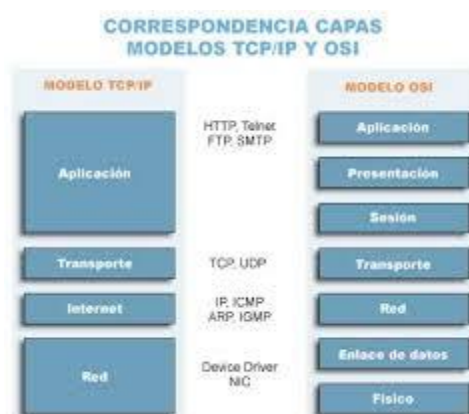 CORRESPONDENCIA CAPAS
MODELOS TCP/IP Y OSI
MODELO TCP/IP
MODELO OSI
Aplicación
HTTP, Telnet
FTP, SMTP
Aplicación
Presentación
Sesión
Transporte
TCP, UDP
Transporte
Internet
IP, ICMP
ARP, IGMP
Red
Red
Device Driver
NIC
Enlace de datos
Físico